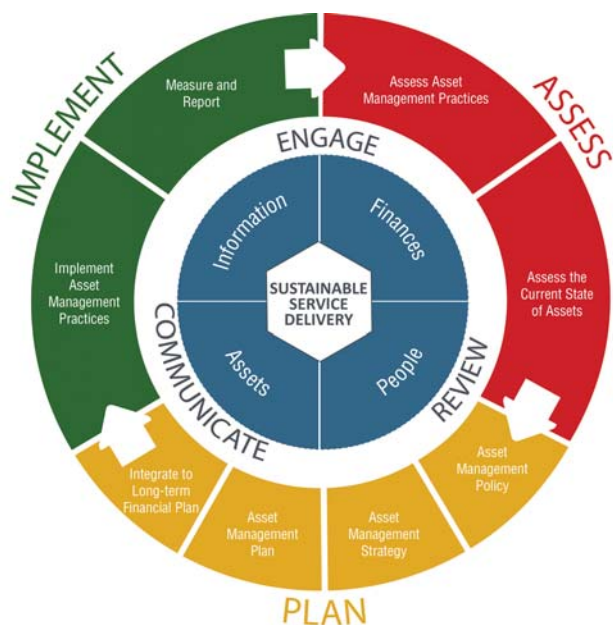 IMPLEMENT
Measure and
Report
Assess Asset
Management Practices
ASSESS
ENGAGE
Information
Finances
Implement
Asset
Management
Practices
SUSTAINABLE
SERVICE
DELIVERY
Assess the
Current State
of Assets
COMMUNICATE
Assets
People
REVIEW
Integrate to
Long-term
Financial Plan
Asset
Management
Plan
Asset
Management
Strategy
Asset
Management
Policy
PLAN